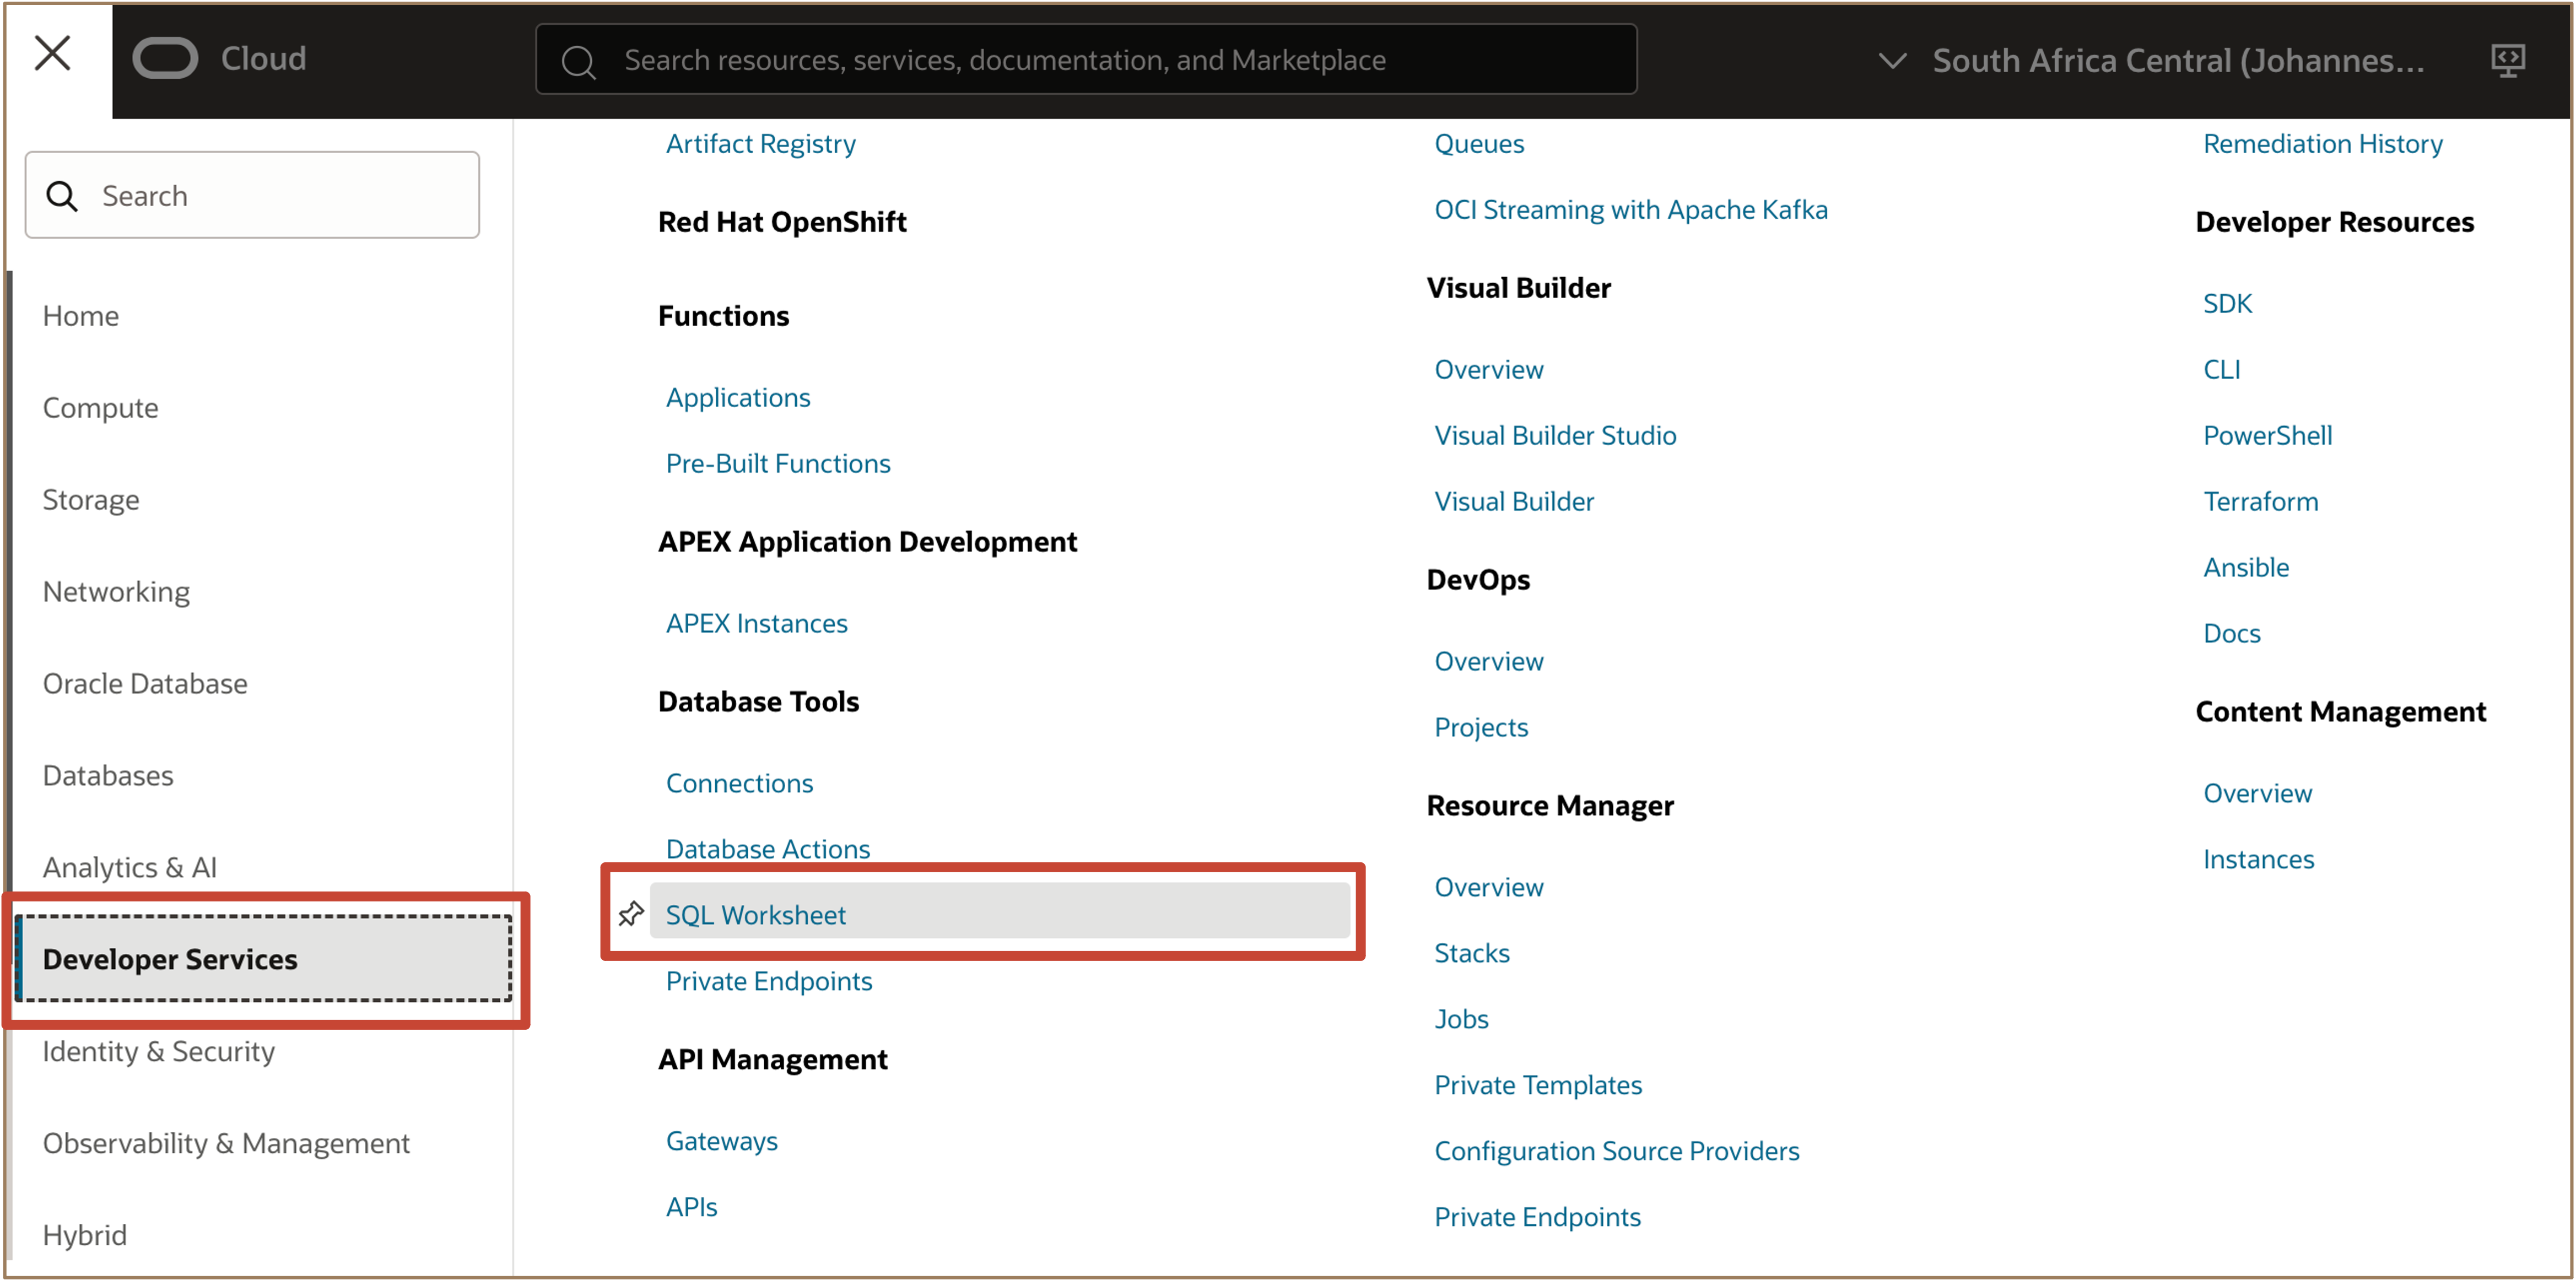 Cloud
Search resources, services, documentation, and Marketplace
South Africa Central (Johannes...
Search
Home
Compute
Storage
Networking
Oracle Database
Databases
Analytics & AI
Developer Services
Identity & Security
Observability & Management
Hybrid
Artifact Registry
Red Hat OpenShift
Functions
Applications
Pre-Built Functions
APEX Application Development
APEX Instances
Database Tools
Connections
Database Actions
SQL Worksheet
Private Endpoints
API Management
Gateways
APIs
Queues
OCI Streaming with Apache Kafka
Visual Builder
Overview
Visual Builder Studio
Visual Builder
DevOps
Overview
Projects
Resource Manager
Overview
Stacks
Jobs
Private Templates
Configuration Source Providers
Private Endpoints
Remediation History
Developer Resources
SDK
CLI
PowerShell
Terraform
Ansible
Docs
Content Management
Overview
Instances